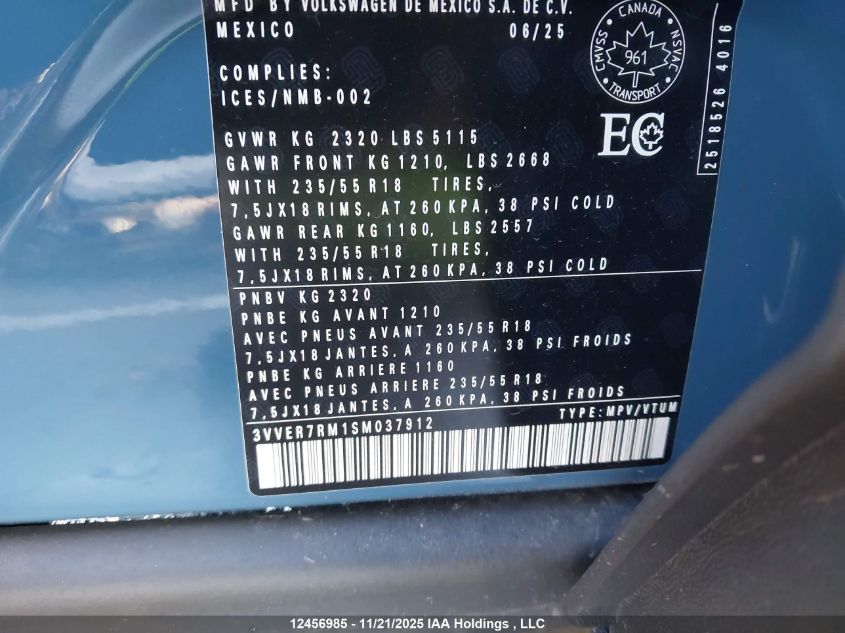 MFD BY VOLKSWAGEN DE MEXICO S.A. DE C.V.
MEXICO 06/25
CANADA
CMVSS NSVAC
961
TRANSPORT
2518526 4016
COMPLIES:
ICES/NMB-002
EC
GVWR KG 2320 LBS 5115
GAWR FRONT KG 1210, LBS 2668
WITH 235/55 R18 TIRES,
7,5JX18 RIMS, AT 260 KPA, 38 PSI COLD
GAWR REAR KG 1160, LBS 2557
WITH 235/55 R18 TIRES,
7,5JX18 RIMS, AT 260 KPA, 38 PSI COLD
PNBV KG 2320
PNBE KG AVANT 1210
AVEC PNEUS AVANT 235/55 R18
7,5JX18 JANTES, A 260 KPA, 38 PSI FROIDS
PNBE KG ARRIERE 1160
AVEC PNEUS ARRIERE 235/55 R18
7,5JX18 JANTES, A 260 KPA, 38 PSI FROIDS
3VVER7RM1SM037912 TYPE: MPV/VTUM
12456985 - 11/21/2025 IAA Holdings , LLC